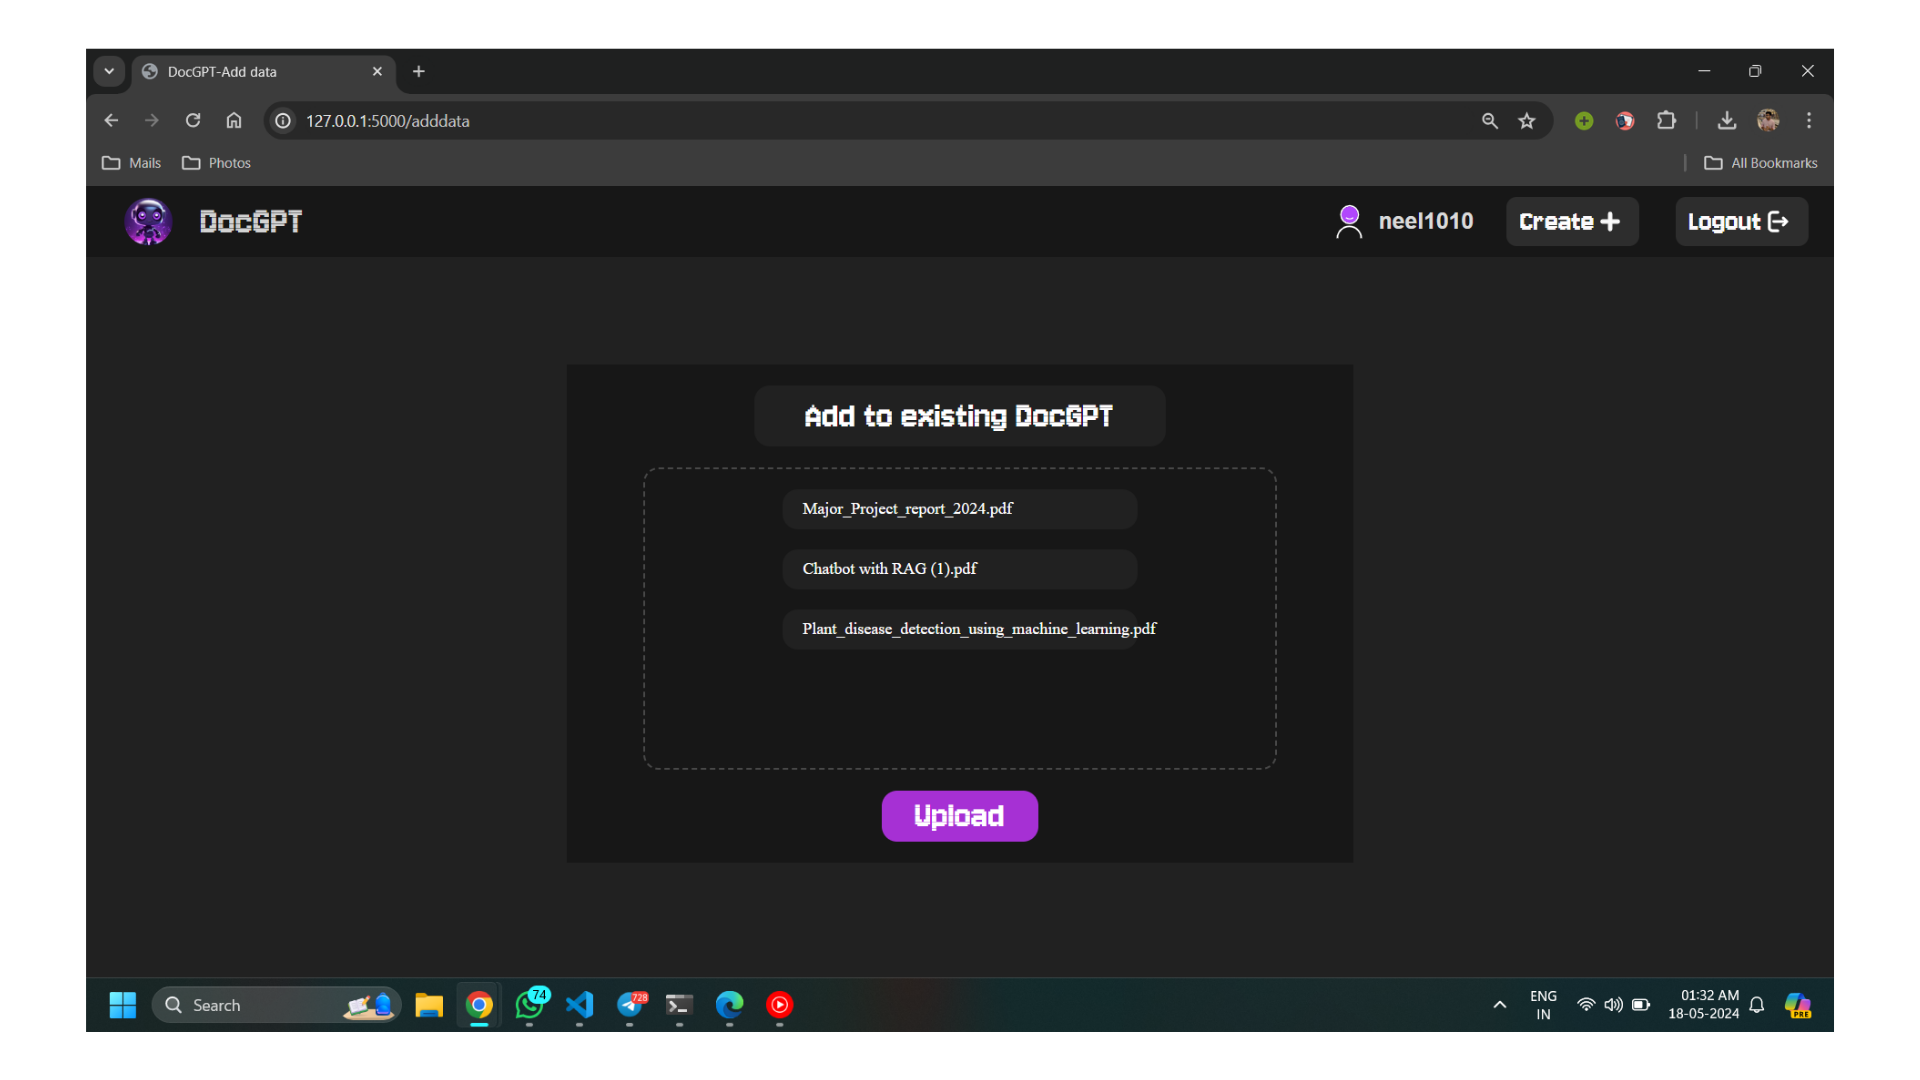 DocGPT-Add data
127.0.0.1:5000/adddata
Mails
Photos
All Bookmarks
DocGPT
neel1010
Create +
Logout
Add to existing DocGPT
Major_Project_report_2024.pdf
Chatbot with RAG (1).pdf
Plant_disease_detection_using_machine_learning.pdf
Upload
Search
74
728
ENG
IN
01:32 AM
18-05-2024
PRE